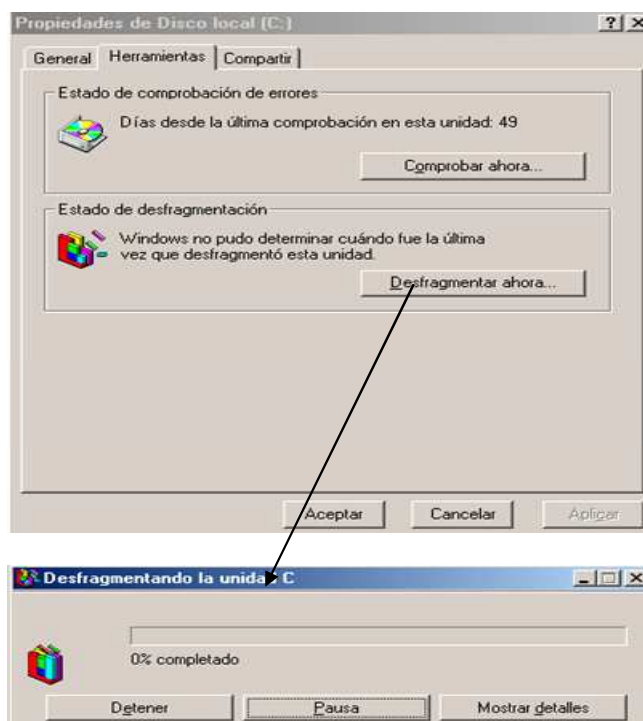 Propiedades de Disco local (C:)
General Herramientas Compartir
Estado de comprobación de errores
Días desde la última comprobación en esta unidad: 49
Comprobar ahora...
Estado de desfragmentación
Windows no pudo determinar cuándo fue la última
vez que desfragmentó esta unidad.
Desfragmentar ahora...
Aceptar Cancelar Aplicar
Desfragmentando la unidad C
0% completado
Detener Pausa Mostrar detalles